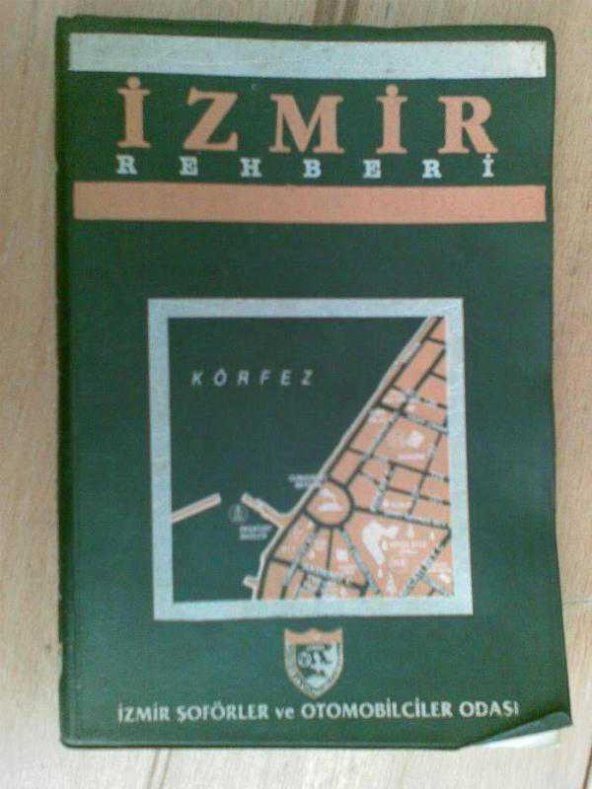 İZMİR
REHBERİ
KÖRFEZ
İZMİR ŞOFÖRLER ve OTOMOBİLCİLER ODASI